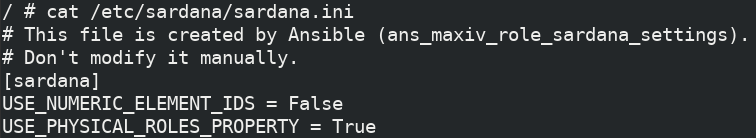 / # cat /etc/sardana/sardana.ini
# This file is created by Ansible (ans_maxiv_role_sardana_settings).
# Don't modify it manually.
[sardana]
USE_NUMERIC_ELEMENT_IDS = False
USE_PHYSICAL_ROLES_PROPERTY = True